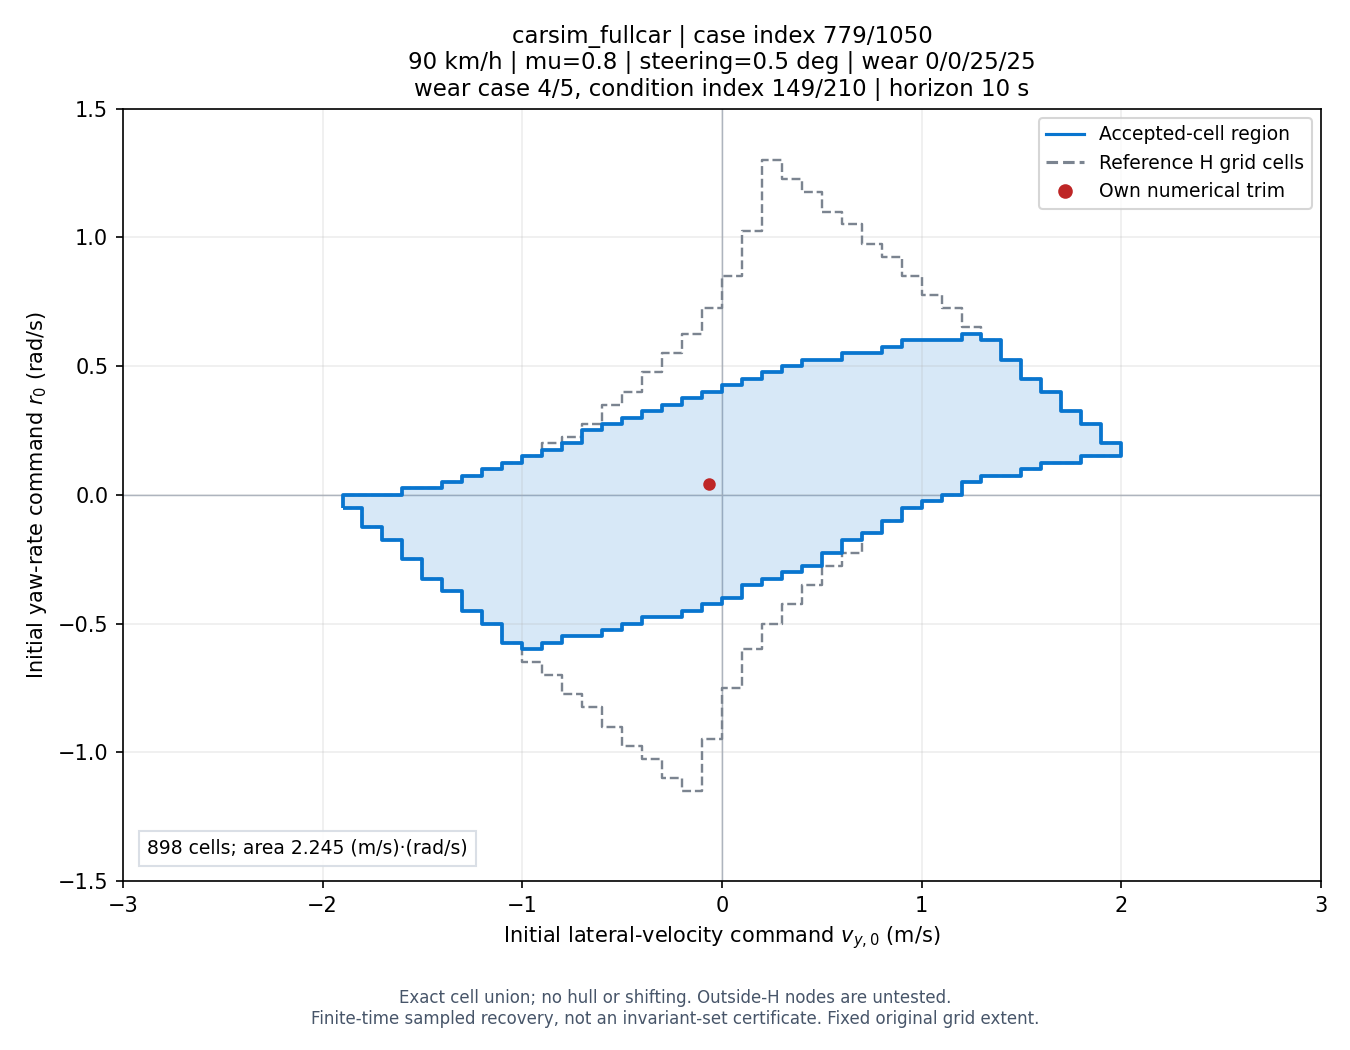 carsim_fullcar | case index 779/1050
90 km/h | mu=0.8 | steering=0.5 deg | wear 0/0/25/25
wear case 4/5, condition index 149/210 | horizon 10 s
Accepted-cell region
Reference H grid cells
Own numerical trim
1.5
1.0
0.5
0.0
−0.5
−1.0
−1.5
Initial yaw-rate command r₀ (rad/s)
898 cells; area 2.245 (m/s)·(rad/s)
−3
−2
−1
0
1
2
3
Initial lateral-velocity command v_{y,0} (m/s)
Exact cell union; no hull or shifting. Outside-H nodes are untested.
Finite-time sampled recovery, not an invariant-set certificate. Fixed original grid extent.